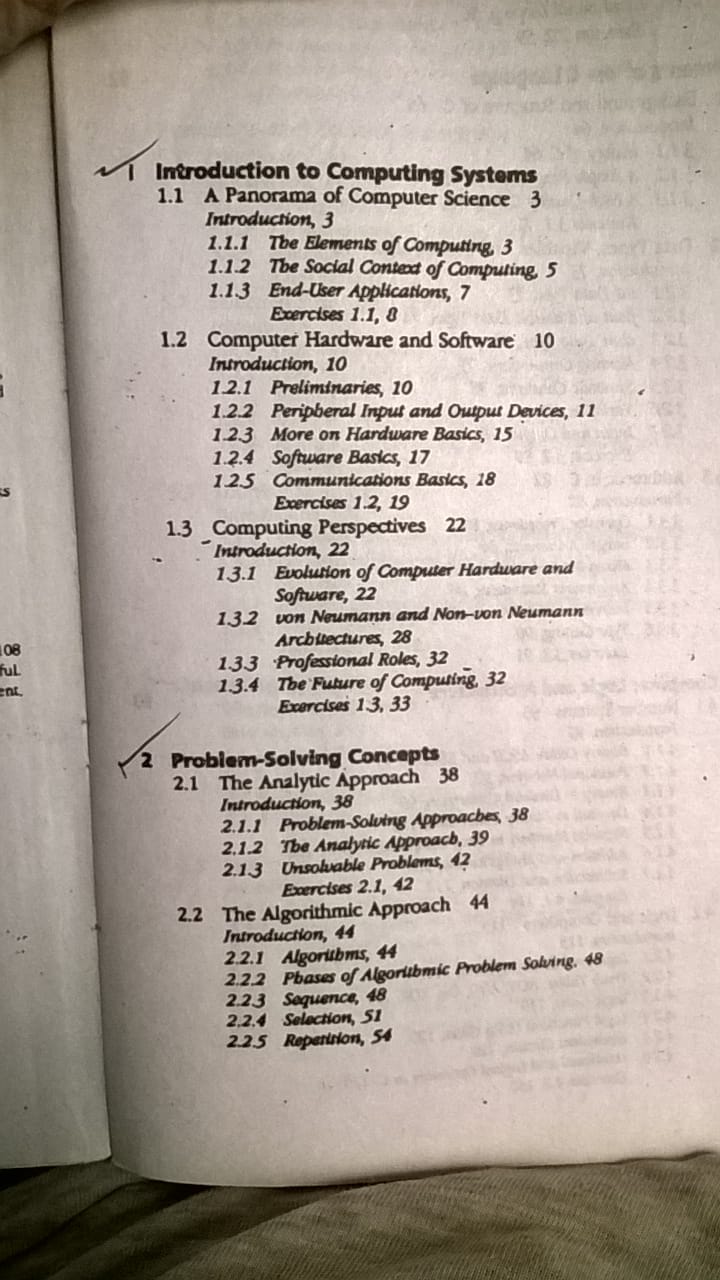 1 Introduction to Computing Systems
1.1 A Panorama of Computer Science 3
Introduction, 3
1.1.1 The Elements of Computing, 3
1.1.2 The Social Context of Computing, 5
1.1.3 End-User Applications, 7
Exercises 1.1, 8
1.2 Computer Hardware and Software 10
Introduction, 10
1.2.1 Preliminaries, 10
1.2.2 Peripheral Input and Output Devices, 11
1.2.3 More on Hardware Basics, 15
1.2.4 Software Basics, 17
1.2.5 Communications Basics, 18
Exercises 1.2, 19
1.3 Computing Perspectives 22
Introduction, 22
1.3.1 Evolution of Computer Hardware and
Software, 22
1.3.2 von Neumann and Non-von Neumann
Architectures, 28
1.3.3 Professional Roles, 32
1.3.4 The Future of Computing, 32
Exercises 1.3, 33
2 Problem-Solving Concepts
2.1 The Analytic Approach 38
Introduction, 38
2.1.1 Problem-Solving Approaches, 38
2.1.2 The Analytic Approach, 39
2.1.3 Unsolvable Problems, 42
Exercises 2.1, 42
2.2 The Algorithmic Approach 44
Introduction, 44
2.2.1 Algorithms, 44
2.2.2 Phases of Algorithmic Problem Solving, 48
2.2.3 Sequence, 48
2.2.4 Selection, 51
2.2.5 Repetition, 54